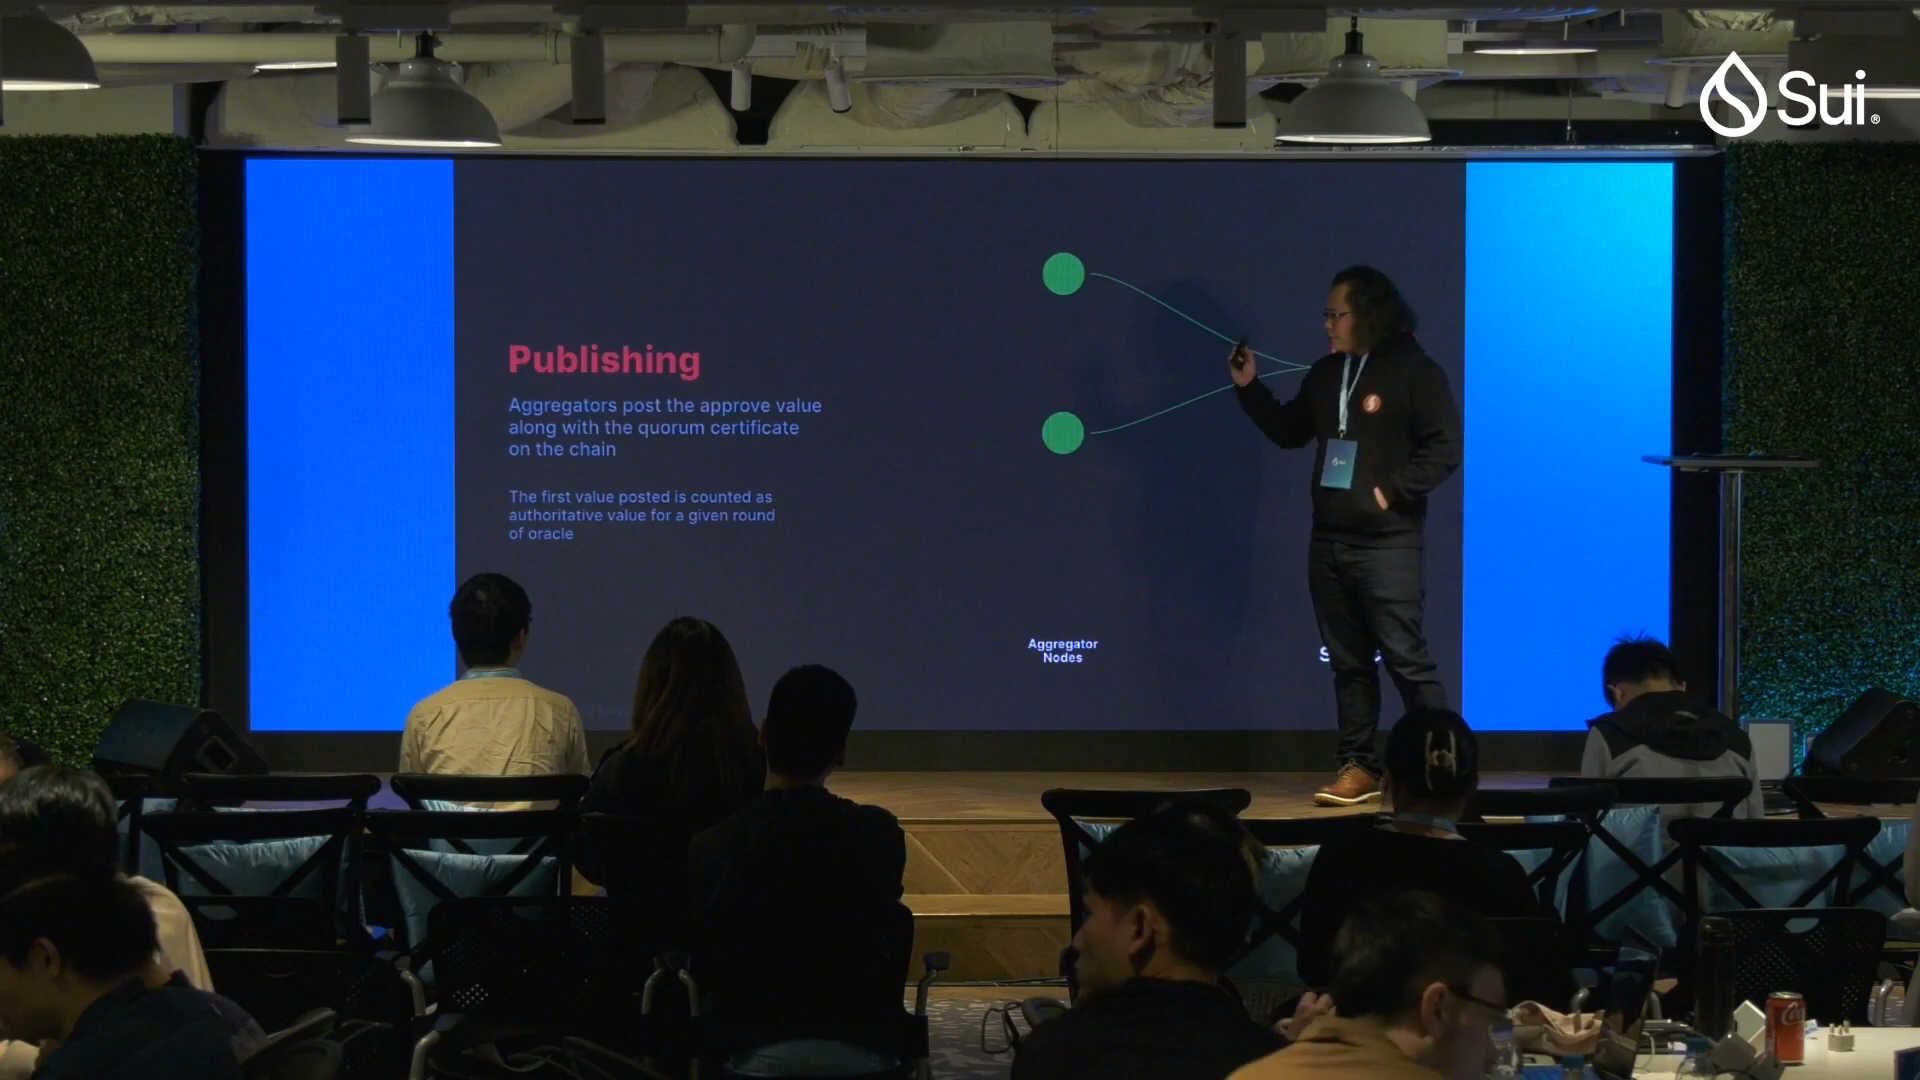 Sui®
Publishing
Aggregators post the approve value
along with the quorum certificate
on the chain
The first value posted is counted as
authoritative value for a given round
of oracle
Aggregator
Nodes